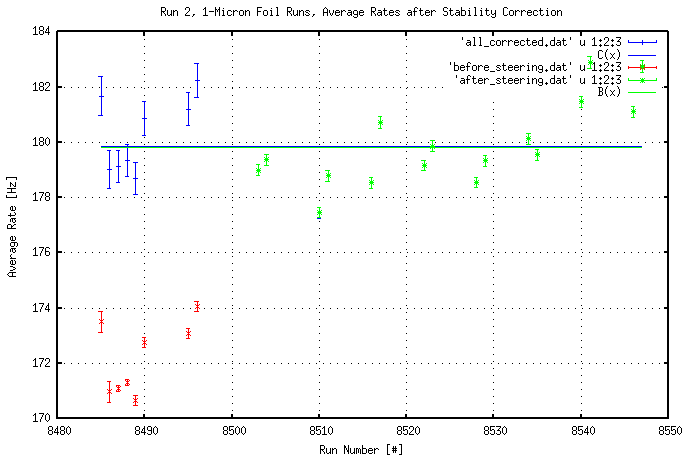 Run 2, 1-Micron Foil Runs, Average Rates after Stability Correction
184
182
180
178
176
174
172
170
Average Rate [Hz]
'all_corrected.dat' u 1:2:3
C(x)
'before_steering.dat' u 1:2:3
'after_steering.dat' u 1:2:3
B(x)
8480 8490 8500 8510 8520 8530 8540 8550
Run Number [#]